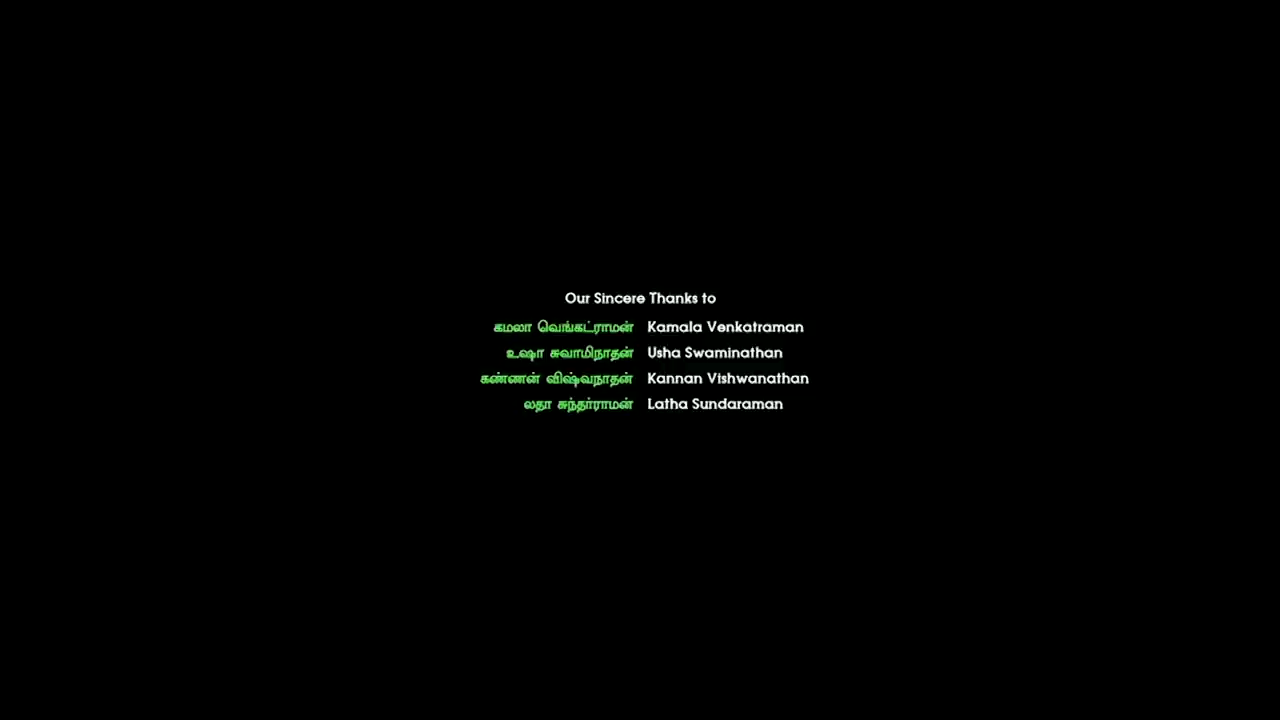 Our Sincere Thanks to
கமலா வெங்கட்ராமன் Kamala Venkatraman
உஷா சுவாமிநாதன் Usha Swaminathan
கண்ணன் விஷ்வநாதன் Kannan Vishwanathan
லதா சுந்தர்ராமன் Latha Sundaraman